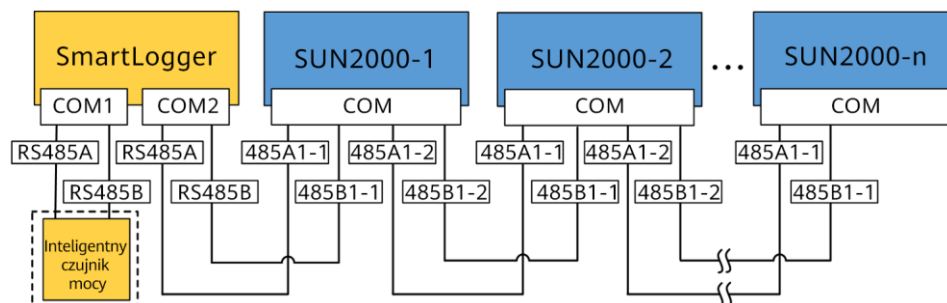 SmartLogger
SUN2000-1
SUN2000-2
...
SUN2000-n
COM1
COM2
COM
COM
COM
RS485A
RS485A
485A1-1
485A1-2
485A1-1
485A1-2
485A1-1
RS485B
RS485B
485B1-1
485B1-2
485B1-1
485B1-2
485B1-1
Inteligentny
czujnik
mocy